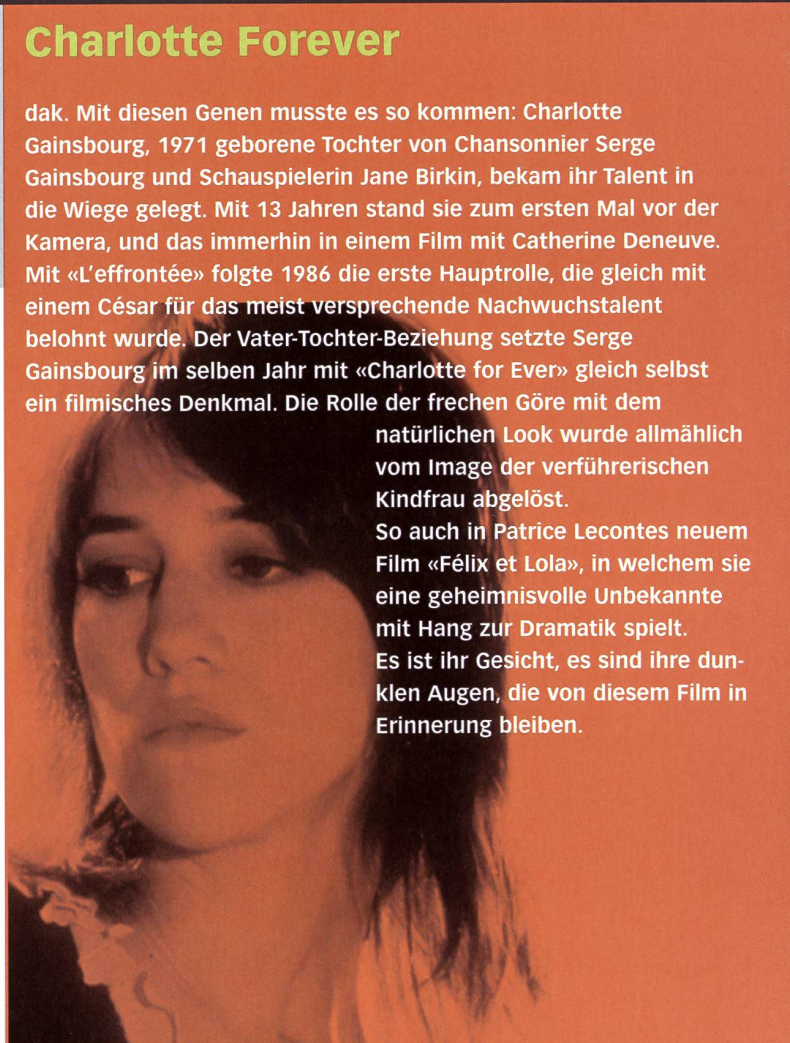 Charlotte Forever
dak. Mit diesen Genen musste es so kommen: Charlotte
Gainsbourg, 1971 geborene Tochter von Chansonnier Serge
Gainsbourg und Schauspielerin Jane Birkin, bekam ihr Talent in
die Wiege gelegt. Mit 13 Jahren stand sie zum ersten Mal vor der
Kamera, und das immerhin in einem Film mit Catherine Deneuve.
Mit «L'effrontée» folgte 1986 die erste Hauptrolle, die gleich mit
einem César für das meist versprechende Nachwuchstalent
belohnt wurde. Der Vater-Tochter-Beziehung setzte Serge
Gainsbourg im selben Jahr mit «Charlotte for Ever» gleich selbst
ein filmisches Denkmal. Die Rolle der frechen Göre mit dem
natürlichen Look wurde allmählich
vom Image der verführerischen
Kindfrau abgelöst.
So auch in Patrice Lecontes neuem
Film «Félix et Lola», in welchem sie
eine geheimnisvolle Unbekannte
mit Hang zur Dramatik spielt.
Es ist ihr Gesicht, es sind ihre dun-
klen Augen, die von diesem Film in
Erinnerung bleiben.